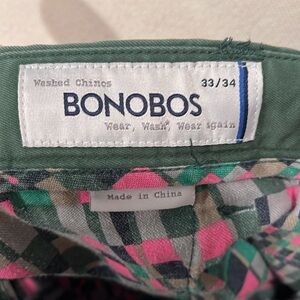 Washed Chinos
33/34
BONOBOS
Wear, Wash, Wear Again
Made in China